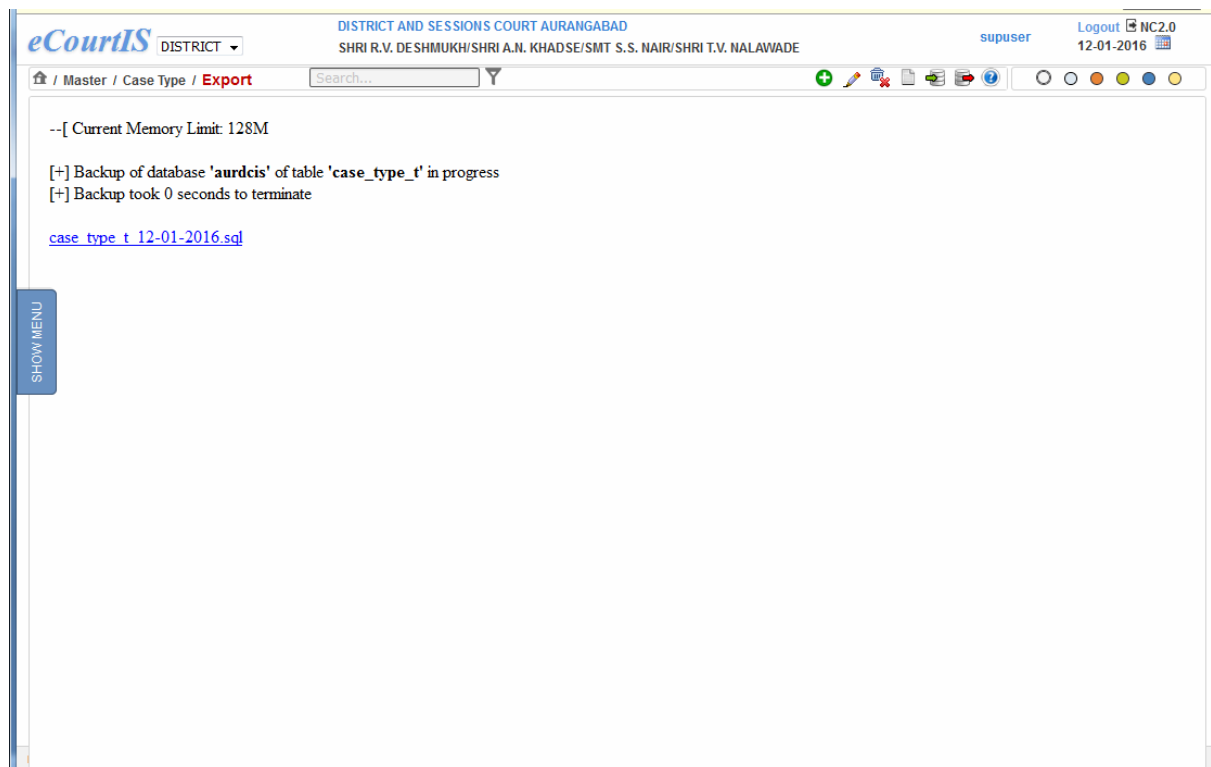 eCourtIS DISTRICT
DISTRICT AND SESSIONS COURT AURANGABAD
SHRI R.V. DESHMUKH/SHRI A.N. KHADSE/SMT S.S. NAIR/SHRI T.V. NALAWADE
supuser
Logout NC2.0
12-01-2016
/ Master / Case Type / Export
Search...
--[ Current Memory Limit: 128M
[+] Backup of database 'aurdcis' of table 'case_type_t' in progress
[+] Backup took 0 seconds to terminate
case_type_t_12-01-2016.sql
SHOW MENU